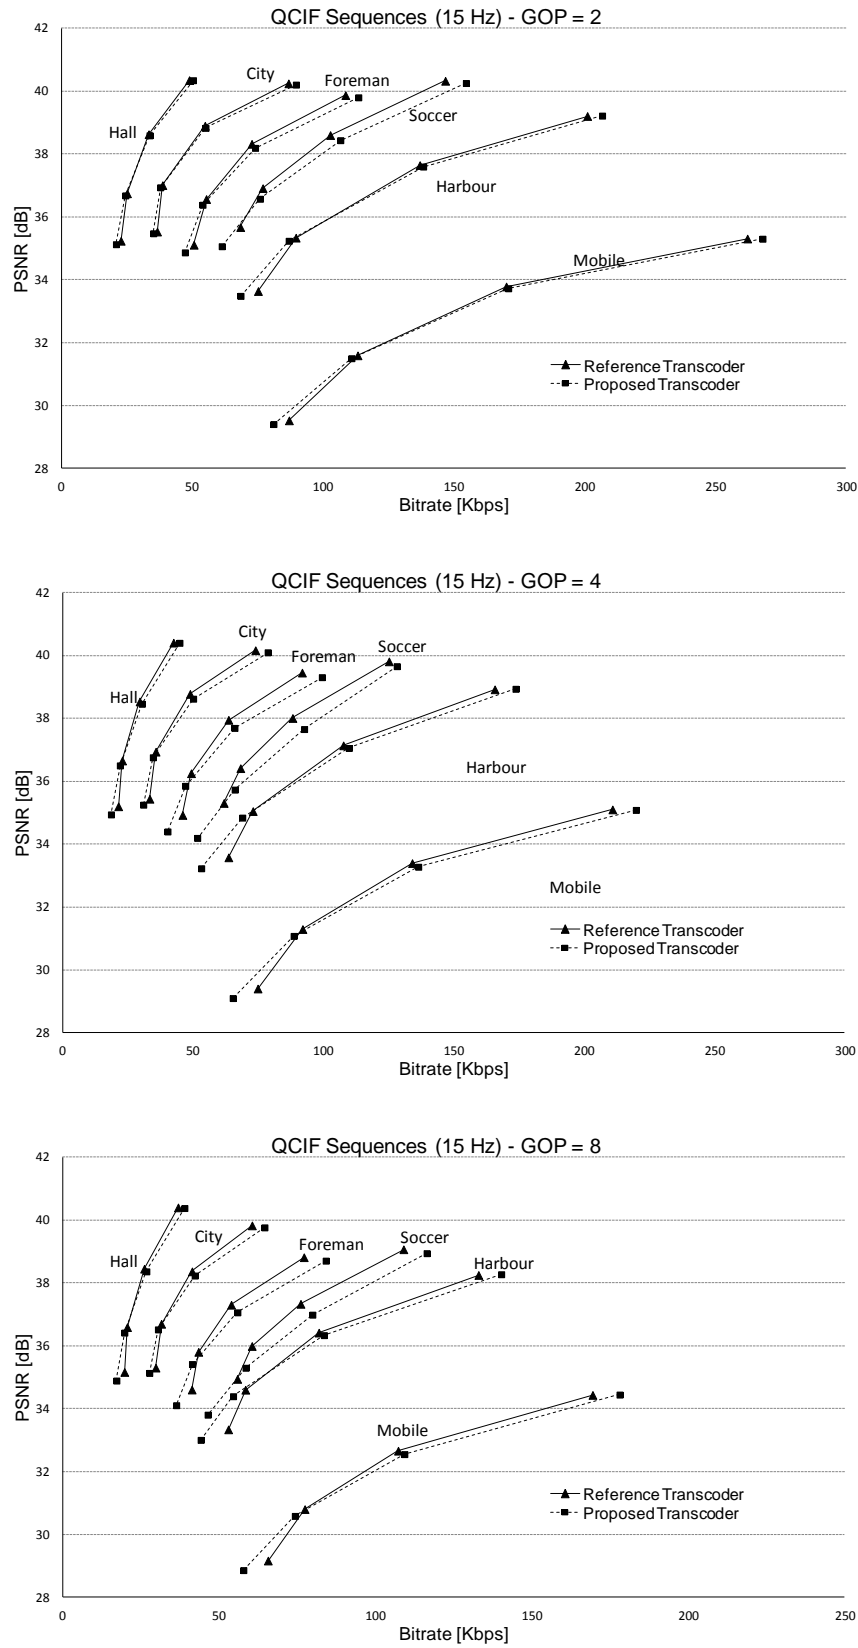 QCIF Sequences (15 Hz) - GOP = 2
42
40
38
36
34
32
30
28
PSNR [dB]
City
Foreman
Hall
Soccer
Harbour
Mobile
Reference Transcoder
Proposed Transcoder
0 50 100 150 200 250 300
Bitrate [Kbps]
QCIF Sequences (15 Hz) - GOP = 4
42
40
38
36
34
32
30
28
PSNR [dB]
City
Soccer
Foreman
Hall
Harbour
Mobile
Reference Transcoder
Proposed Transcoder
0 50 100 150 200 250 300
Bitrate [Kbps]
QCIF Sequences (15 Hz) - GOP = 8
42
40
38
36
34
32
30
28
PSNR [dB]
City
Soccer
Foreman
Hall
Harbour
Mobile
Reference Transcoder
Proposed Transcoder
0 50 100 150 200 250
Bitrate [Kbps]